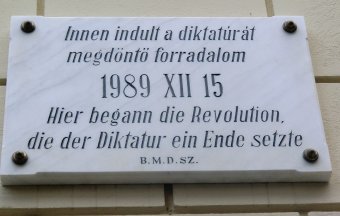 Innen indult a diktatúrát
megdöntő forradalom
1989 XII 15
Hier begann die Revolution,
die der Diktatur ein Ende setzte
B.M.D.SZ.